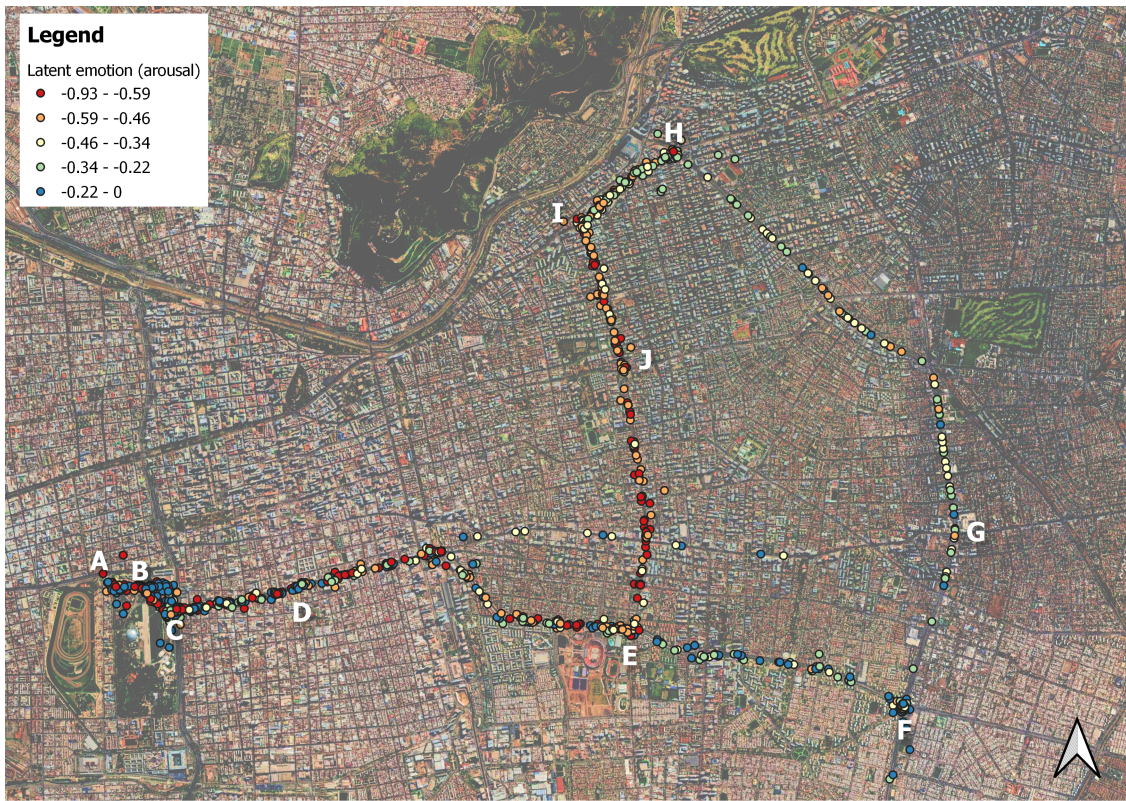 Legend
Latent emotion (arousal)
-0.93 - -0.59
-0.59 - -0.46
-0.46 - -0.34
-0.34 - -0.22
-0.22 - 0
H
I
J
G
A
B
C
D
E
F